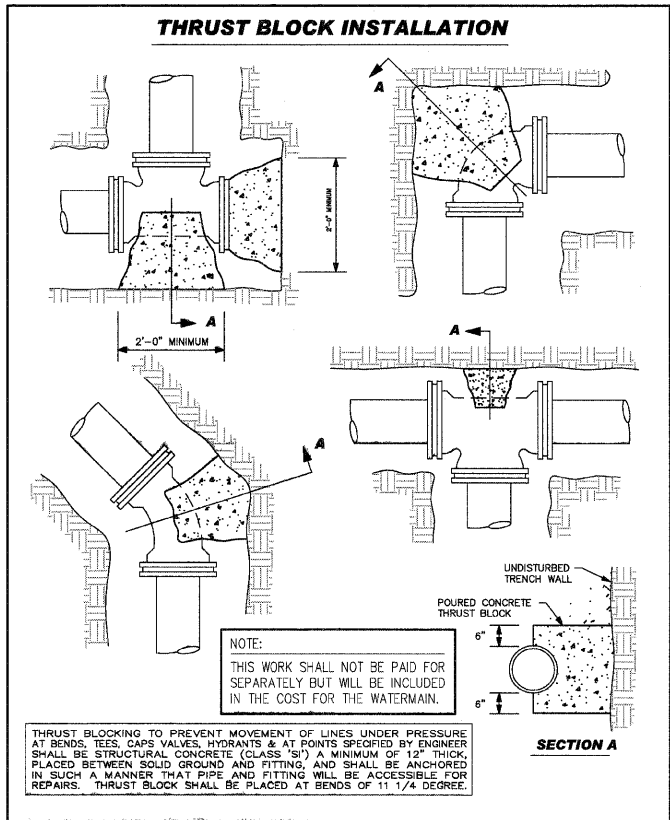 THRUST BLOCK INSTALLATION
A
2'-0" MINIMUM
A
2'-0" MINIMUM
A
A
UNDISTURBED
TRENCH WALL
POURED CONCRETE
THRUST BLOCK
6"
6"
SECTION A
NOTE:
THIS WORK SHALL NOT BE PAID FOR
SEPARATELY BUT WILL BE INCLUDED
IN THE COST FOR THE WATERMAIN.
THRUST BLOCKING TO PREVENT MOVEMENT OF LINES UNDER PRESSURE
AT BENDS, TEES, CAPS VALVES, HYDRANTS & AT POINTS SPECIFIED BY ENGINEER
SHALL BE STRUCTURAL CONCRETE (CLASS 'SI') A MINIMUM OF 12" THICK,
PLACED BETWEEN SOLID GROUND AND FITTING, AND SHALL BE ANCHORED
IN SUCH A MANNER THAT PIPE AND FITTING WILL BE ACCESSIBLE FOR
REPAIRS. THRUST BLOCK SHALL BE PLACED AT BENDS OF 11 1/4 DEGREE.